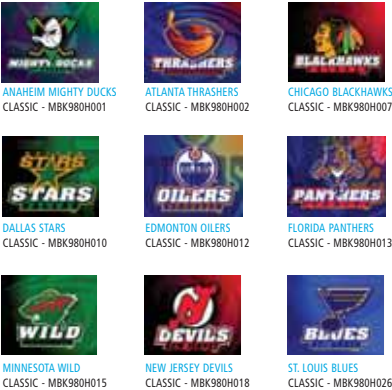 MIGHTY DUCKS
THRASHERS
BLACKHAWKS
ANAHEIM MIGHTY DUCKS
ATLANTA THRASHERS
CHICAGO BLACKHAWKS
CLASSIC - MBK980H001
CLASSIC - MBK980H002
CLASSIC - MBK980H007
STARS
STARS
OILERS
OILERS
PANTHERS
DALLAS STARS
EDMONTON OILERS
FLORIDA PANTHERS
CLASSIC - MBK980H010
CLASSIC - MBK980H012
CLASSIC - MBK980H013
WILD
DEVILS
BLUES
MINNESOTA WILD
NEW JERSEY DEVILS
ST. LOUIS BLUES
CLASSIC - MBK980H015
CLASSIC - MBK980H018
CLASSIC - MBK980H026